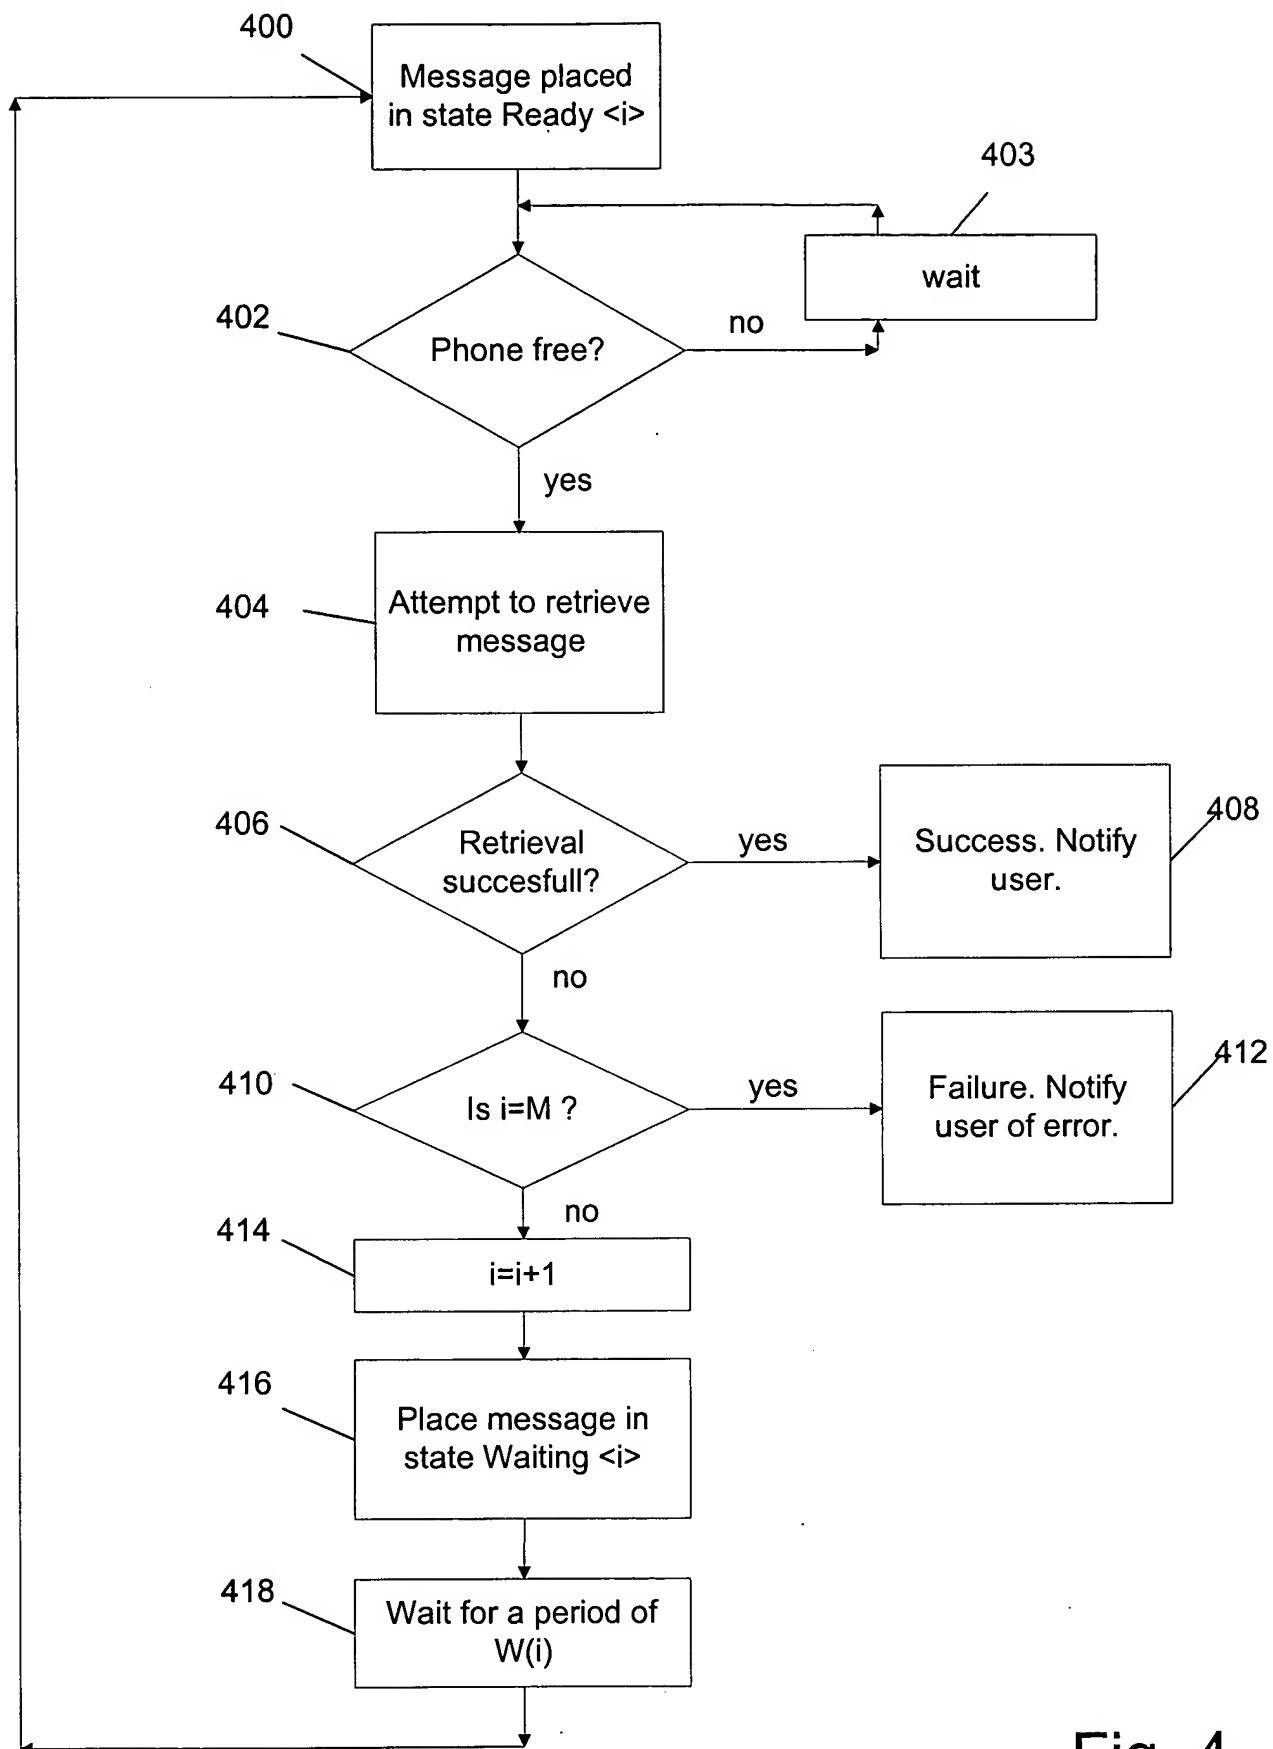 400
Message placed
in state Ready <i>
403
wait
402
Phone free?
no
yes
404
Attempt to retrieve
message
406
Retrieval
succesfull?
yes
408
Success. Notify
user.
no
410
Is i=M ?
yes
412
Failure. Notify
user of error.
no
414
i=i+1
416
Place message in
state Waiting <i>
418
Wait for a period of
W(i)
Fig. 4